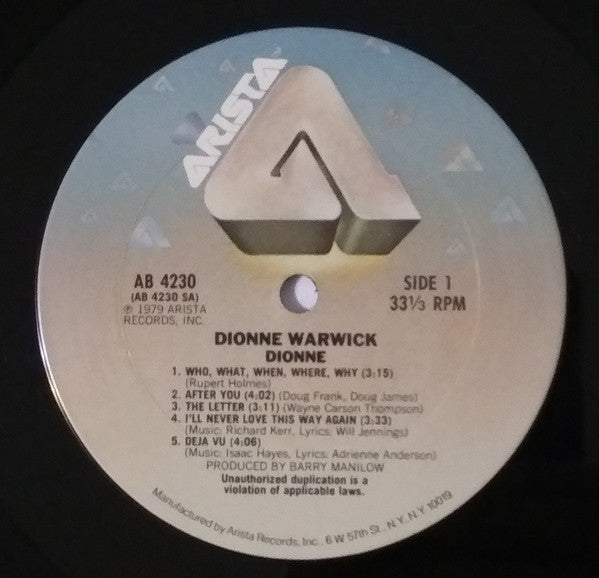 ARISTA
AB 4230
(AB 4230 SA)
℗ 1979 ARISTA
RECORDS, INC.
SIDE 1
33⅓ RPM
DIONNE WARWICK
DIONNE
1. WHO, WHAT, WHEN, WHERE, WHY (3:15)
(Rupert Holmes)
2. AFTER YOU (4:02) (Doug Frank, Doug James)
3. THE LETTER (3:11) (Wayne Carson Thompson)
4. I'LL NEVER LOVE THIS WAY AGAIN (3:33)
(Music: Richard Kerr, Lyrics: Will Jennings)
5. DEJA VU (4:06)
(Music: Isaac Hayes, Lyrics: Adrienne Anderson)
PRODUCED BY BARRY MANILOW
Unauthorized duplication is a
violation of applicable laws.
Manufactured by Arista Records, Inc., 6 W 57th St., N.Y., N.Y. 10019